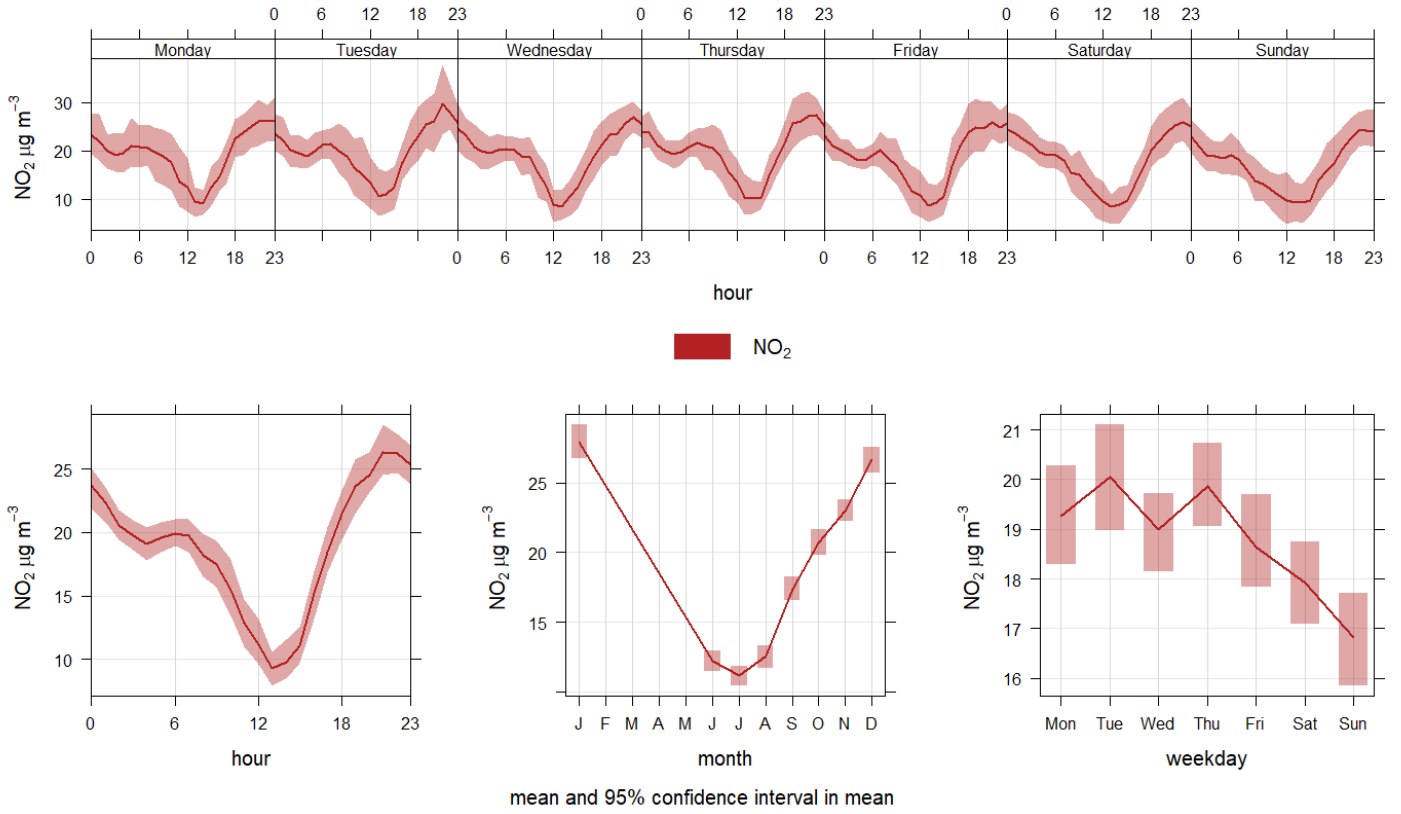 0 6 12 18 23 0 6 12 18 23 0 6 12 18 23
Monday Tuesday Wednesday Thursday Friday Saturday Sunday
NO₂ µg m⁻³
30
20
10
0 6 12 18 23 0 6 12 18 23 0 6 12 18 23 0 6 12 18 23
hour
NO₂
NO₂ µg m⁻³
25
20
15
10
0 6 12 18 23
hour
NO₂ µg m⁻³
25
20
15
J F M A M J J A S O N D
month
NO₂ µg m⁻³
21
20
19
18
17
16
Mon Tue Wed Thu Fri Sat Sun
weekday
mean and 95% confidence interval in mean